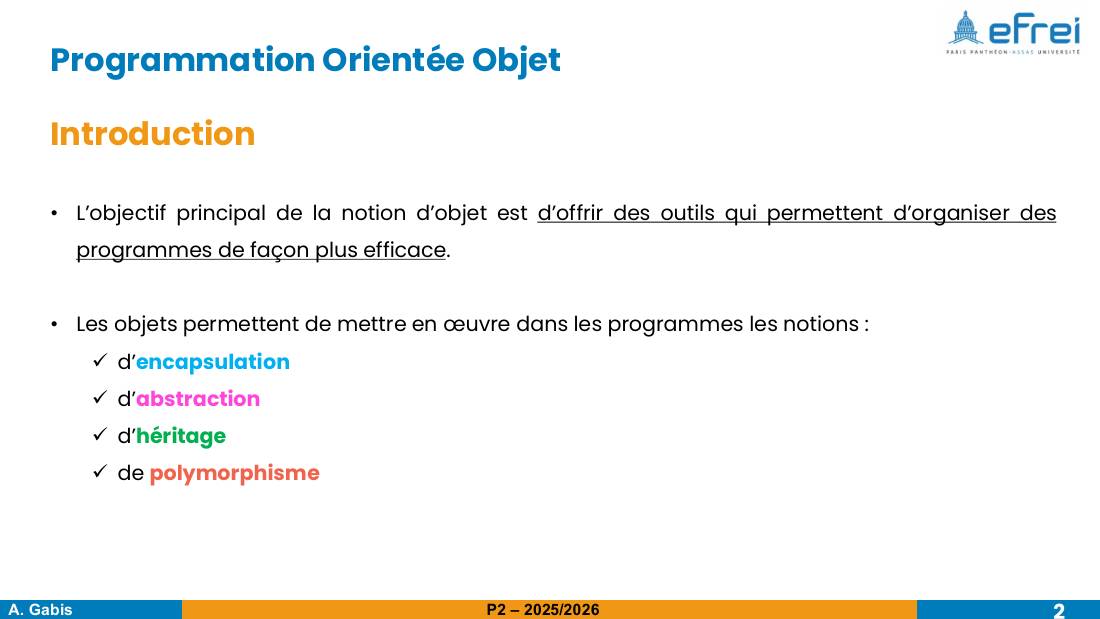 efrei
PARIS PANTHÉON-ASSAS UNIVERSITÉ
Programmation Orientée Objet
Introduction
• L’objectif principal de la notion d’objet est d’offrir des outils qui permettent d’organiser des
programmes de façon plus efficace.
• Les objets permettent de mettre en œuvre dans les programmes les notions :
✓ d’encapsulation
✓ d’abstraction
✓ d’héritage
✓ de polymorphisme
A. Gabis
P2 – 2025/2026
2